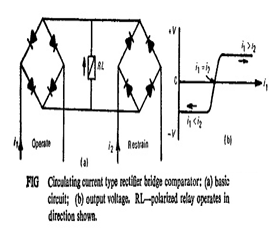 +V
i₁>i₂
RL
i₁=i₂
0
i₁
i₁<i₂
-V
Operate
Restrain
i₁
i₂
(a)
(b)
FIG Circulating current type rectifier bridge comparator: (a) basic
circuit; (b) output voltage. RL—polarized relay operates in
direction shown.